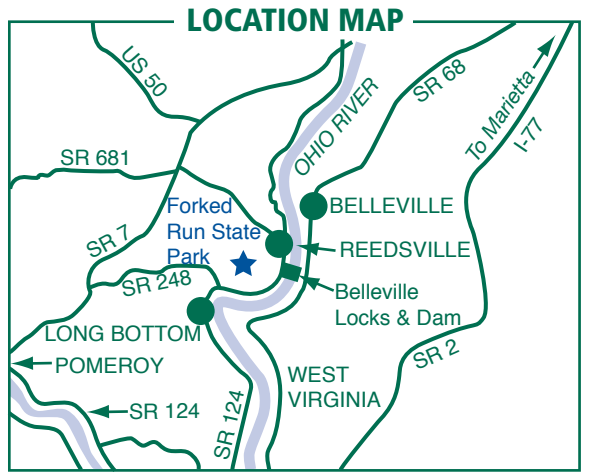 LOCATION MAP
US 50
OHIO RIVER
SR 68
To Marietta
I-77
SR 681
Forked
Run State
Park
BELLEVILLE
SR 7
REEDSVILLE
SR 248
Belleville
Locks & Dam
LONG BOTTOM
SR 2
POMEROY
WEST
VIRGINIA
SR 124
SR 124